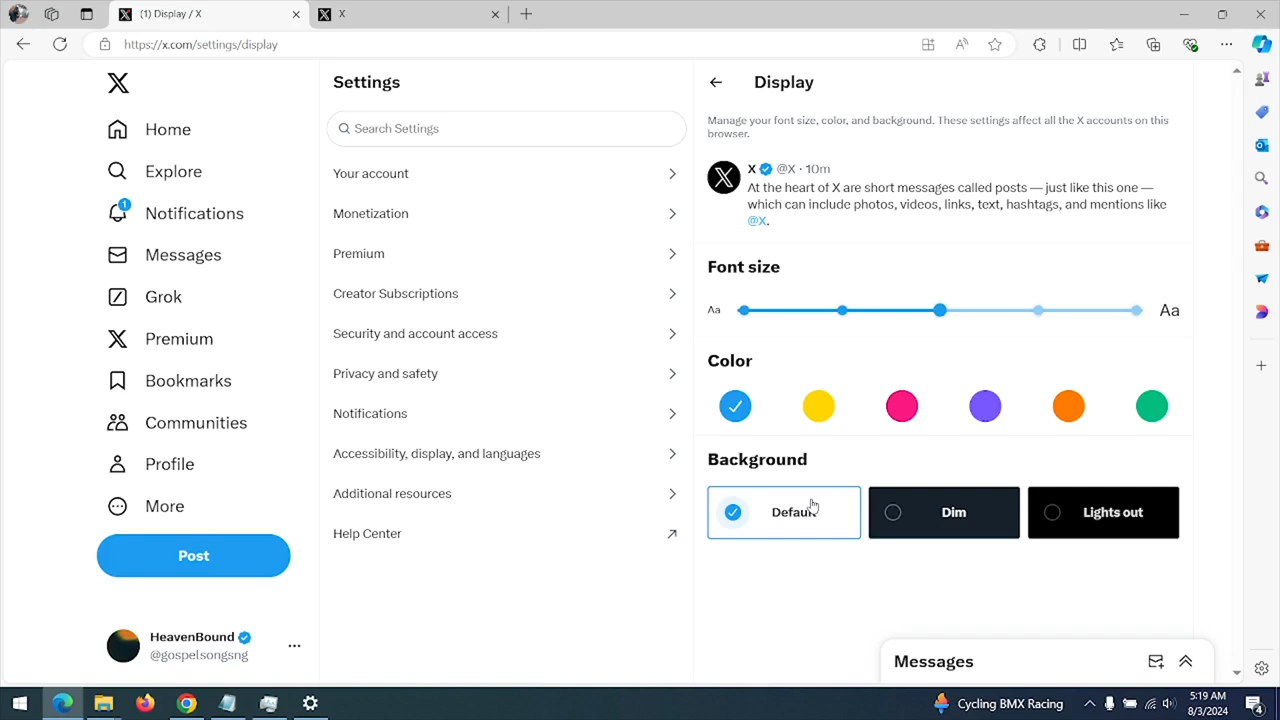 (1) Display / X
X
https://x.com/settings/display
Home
Explore
1
Notifications
Messages
Grok
Premium
Bookmarks
Communities
Profile
More
Post
HeavenBound
@gospelsongsng
Settings
Search Settings
Your account
Monetization
Premium
Creator Subscriptions
Security and account access
Privacy and safety
Notifications
Accessibility, display, and languages
Additional resources
Help Center
Display
Manage your font size, color, and background. These settings affect all the X accounts on this
browser.
X @X · 10m
At the heart of X are short messages called posts — just like this one —
which can include photos, videos, links, text, hashtags, and mentions like
@X.
Font size
Aa
Aa
Color
Background
Default
Dim
Lights out
Messages
Cycling BMX Racing
5:19 AM
8/3/2024
4